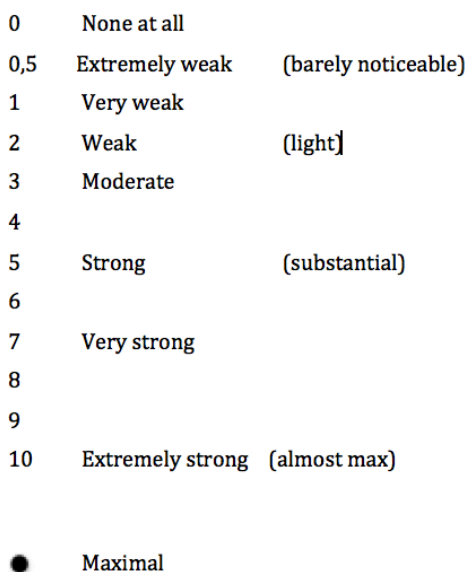 0 None at all
0,5 Extremely weak (barely noticeable)
1 Very weak
2 Weak (light)
3 Moderate
4
5 Strong (substantial)
6
7 Very strong
8
9
10 Extremely strong (almost max)
● Maximal